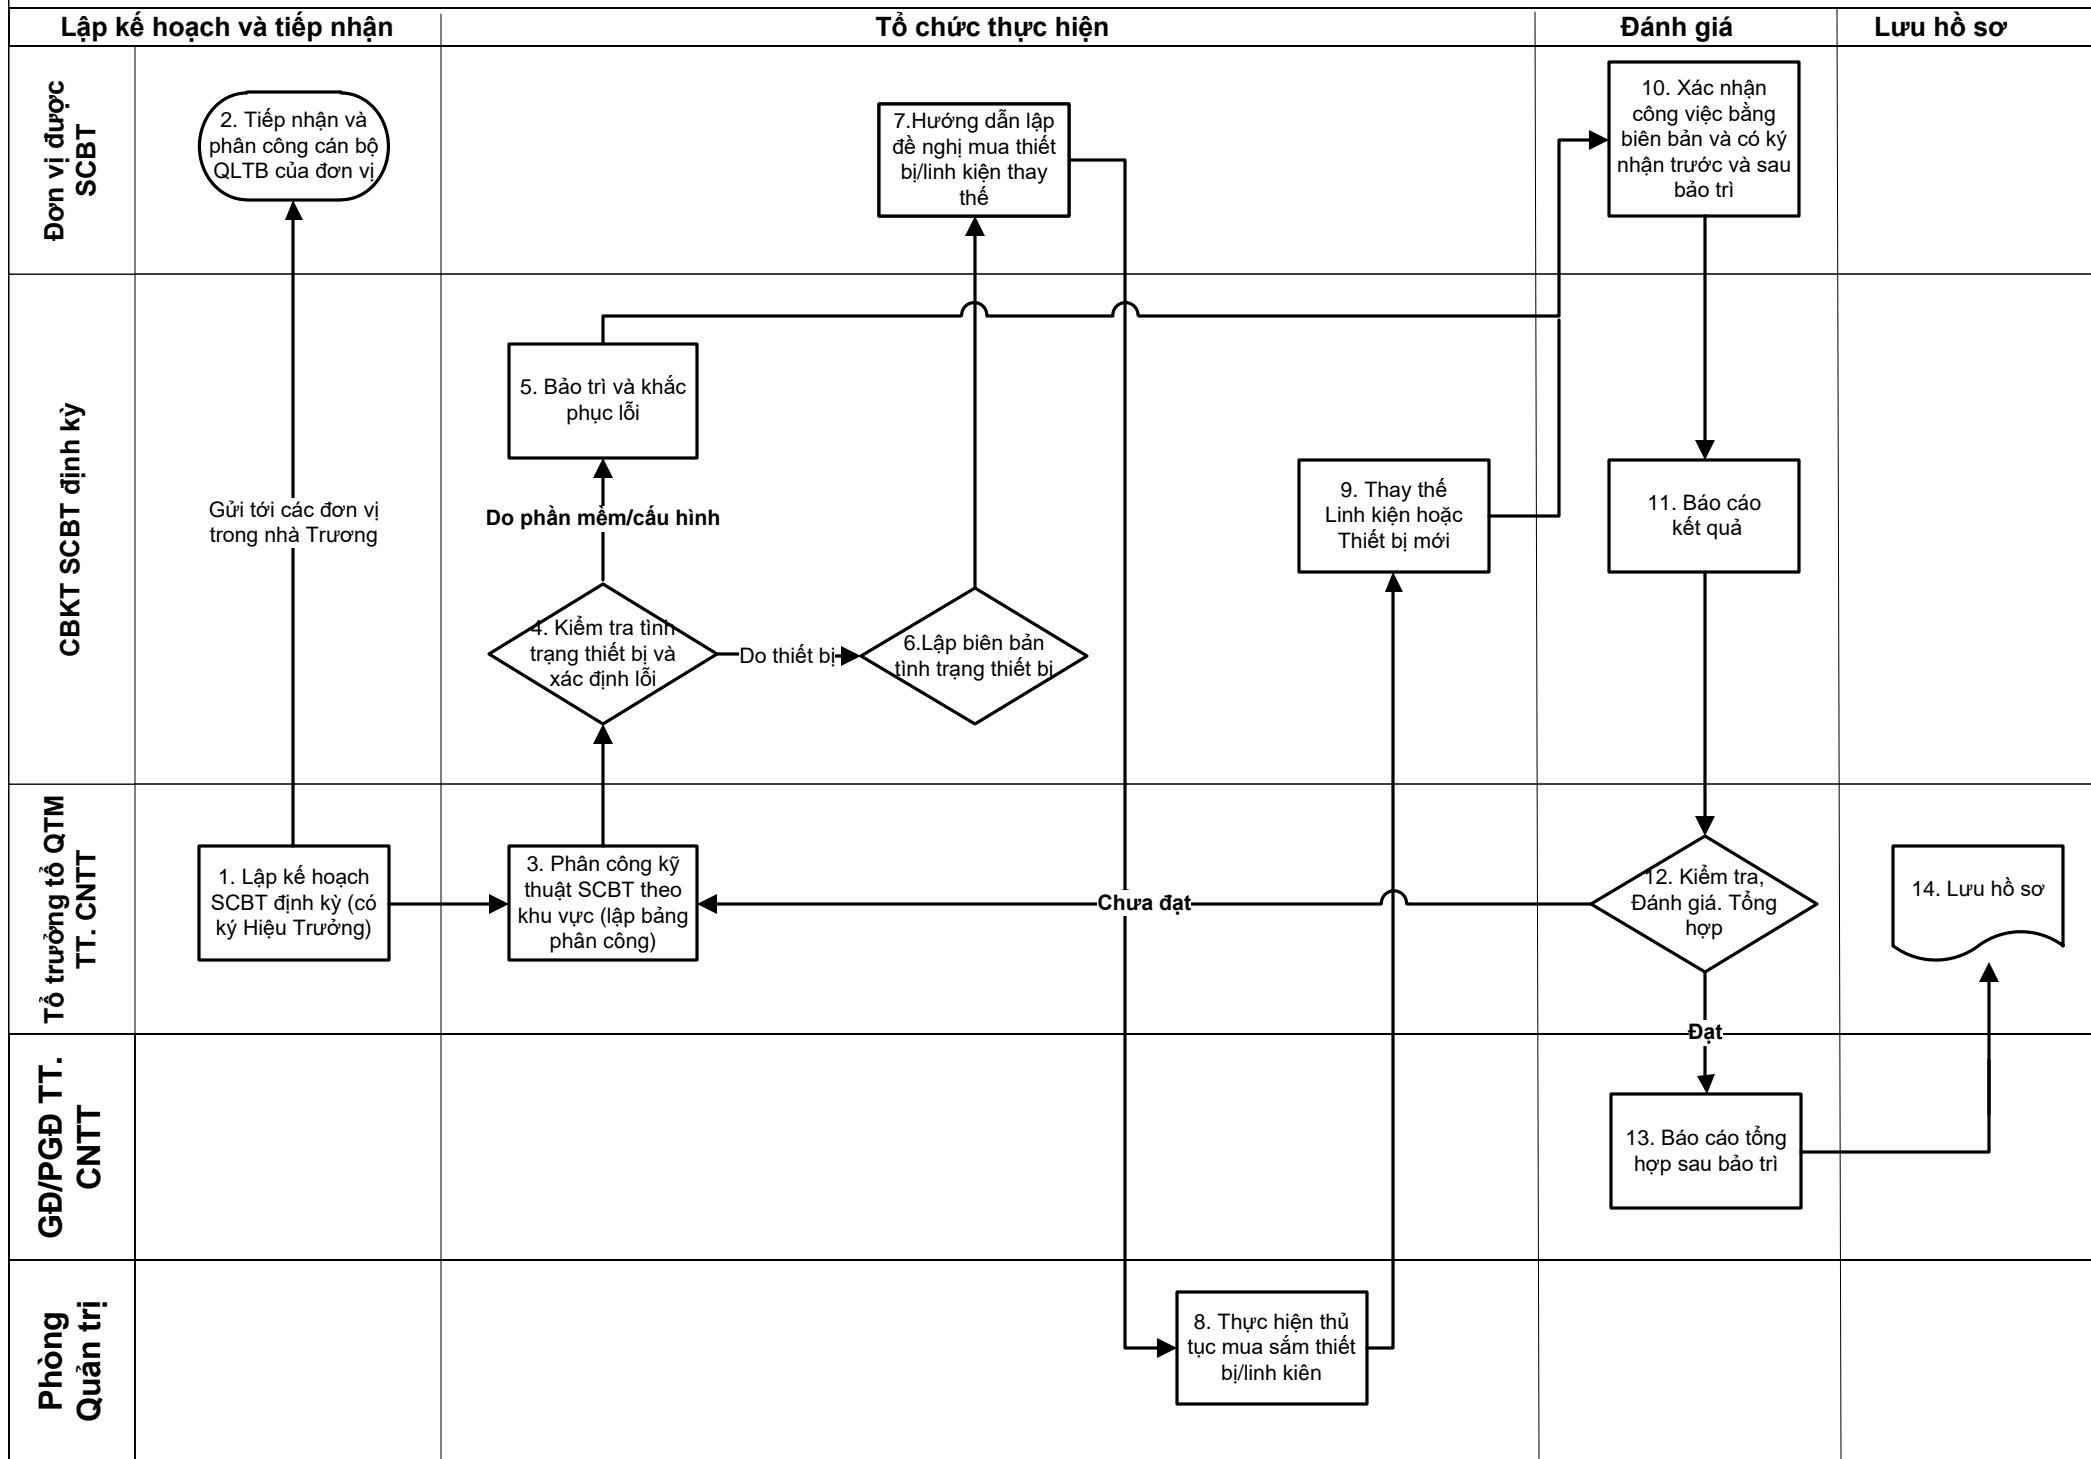 Lập kế hoạch và tiếp nhận
Tổ chức thực hiện
Đánh giá
Lưu hồ sơ
Đơn vị được
SCBT
2. Tiếp nhận và
phân công cán bộ
QLTB của đơn vị
7.Hướng dẫn lập
đề nghị mua thiết
bị/linh kiện thay
thế
10. Xác nhận
công việc bằng
biên bản và có ký
nhận trước và sau
bảo trì
CBKT SCBT định kỳ
Gửi tới các đơn vị
trong nhà Trương
5. Bảo trì và khắc
phục lỗi
Do phần mềm/cấu hình
4. Kiểm tra tình
trạng thiết bị và
xác định lỗi
Do thiết bị
6.Lập biên bản
tình trạng thiết bị
9. Thay thế
Linh kiện hoặc
Thiết bị mới
11. Báo cáo
kết quả
Tổ trưởng tổ QTM
TT. CNTT
1. Lập kế hoạch
SCBT định kỳ (có
ký Hiệu Trưởng)
3. Phân công kỹ
thuật SCBT theo
khu vực (lập bảng
phân công)
Chưa đạt
12. Kiểm tra,
Đánh giá. Tổng
hợp
14. Lưu hồ sơ
Đạt
GĐ/PGĐ TT.
CNTT
13. Báo cáo tổng
hợp sau bảo trì
Phòng
Quản trị
8. Thực hiện thủ
tục mua sắm thiết
bị/linh kiên